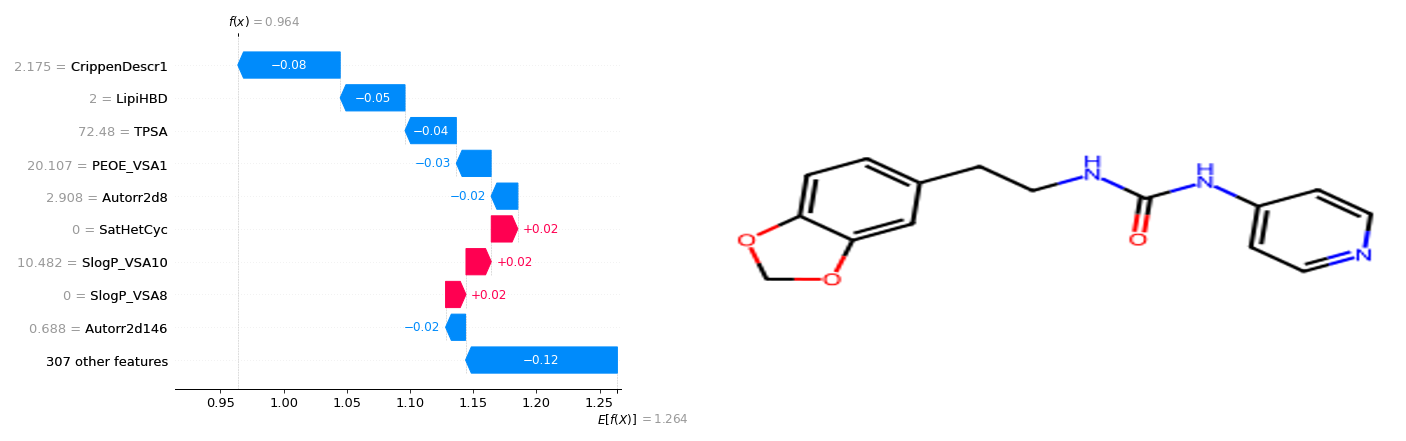 f(x) = 0.964
2.175 = CrippenDescr1
−0.08
2 = LipiHBD
−0.05
72.48 = TPSA
−0.04
20.107 = PEOE_VSA1
−0.03
2.908 = Autorr2d8
−0.02
0 = SatHetCyc
+0.02
10.482 = SlogP_VSA10
+0.02
0 = SlogP_VSA8
+0.02
0.688 = Autorr2d146
−0.02
307 other features
−0.12
0.95 1.00 1.05 1.10 1.15 1.20 1.25
E[f(X)] = 1.264
H
N
H
N
O
O
O
N